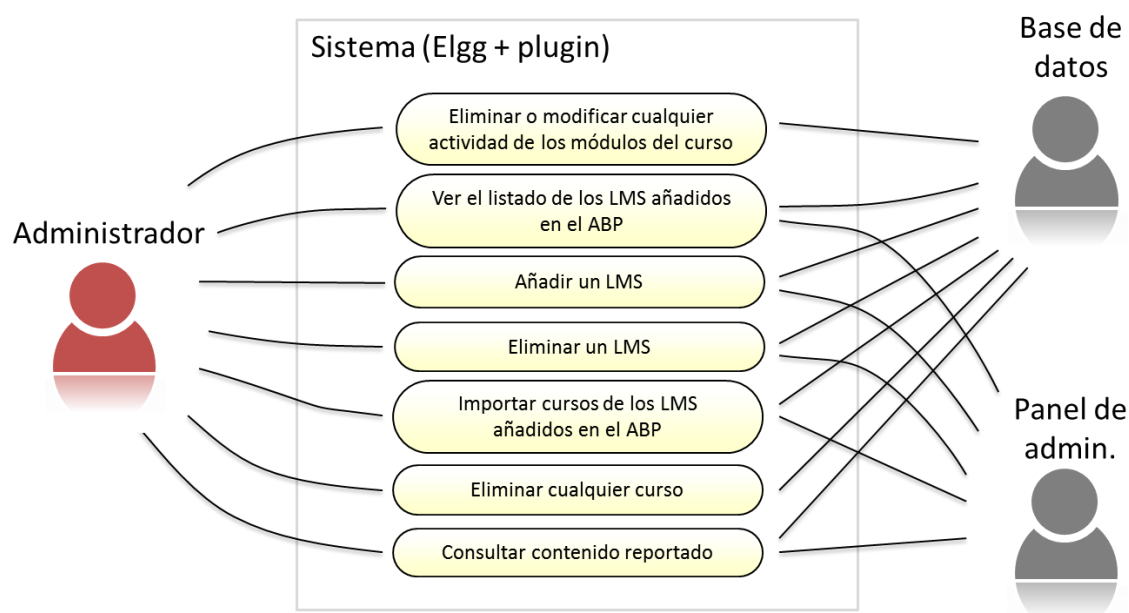 Sistema (Elgg + plugin)
Base de
datos
Eliminar o modificar cualquier
actividad de los módulos del curso
Ver el listado de los LMS añadidos
en el ABP
Administrador
Añadir un LMS
Eliminar un LMS
Importar cursos de los LMS
añadidos en el ABP
Panel de
admin.
Eliminar cualquier curso
Consultar contenido reportado